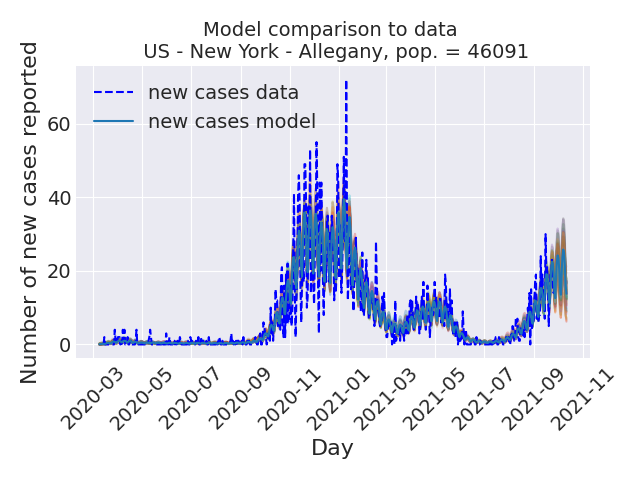 Model comparison to data
US - New York - Allegany, pop. = 46091
Number of new cases reported
new cases data
new cases model
60
40
20
0
2020-03
2020-05
2020-07
2020-09
2020-11
2021-01
2021-03
2021-05
2021-07
2021-09
2021-11
Day